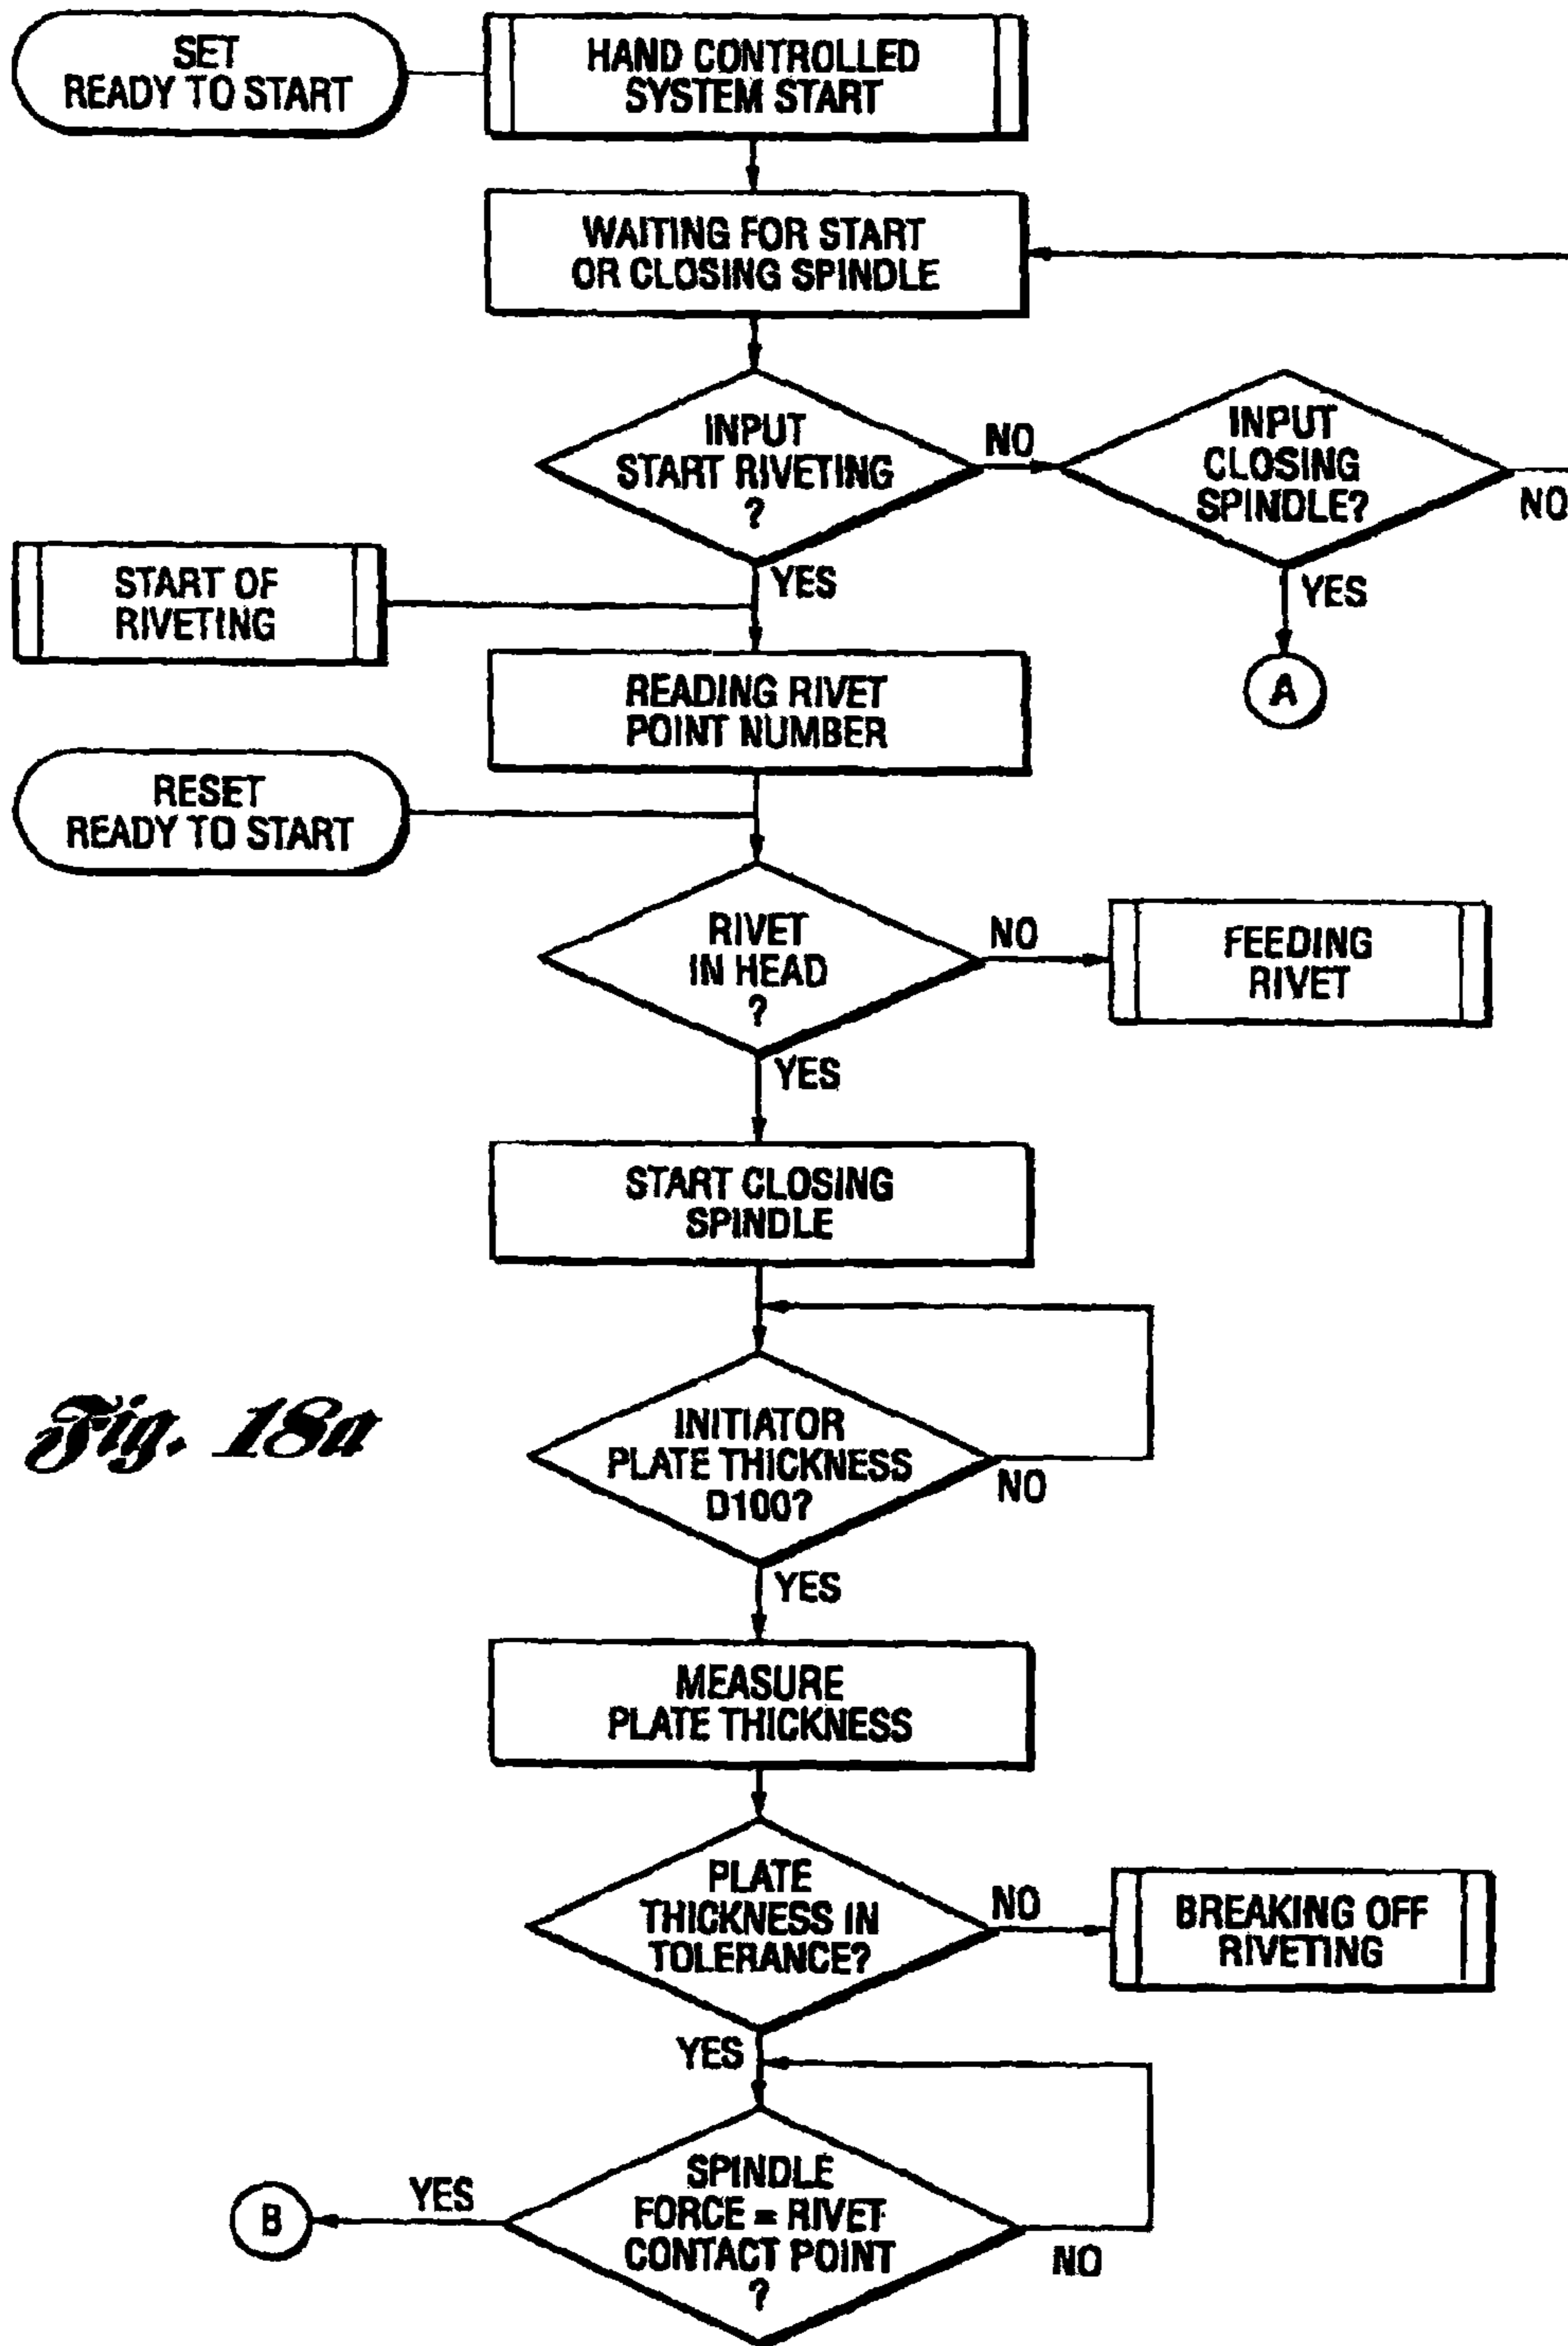 SET
READY TO START
HAND CONTROLLED
SYSTEM START
WAITING FOR START
OR CLOSING SPINDLE
INPUT
START RIVETING
?
NO
INPUT
CLOSING
SPINDLE?
NO
YES
YES
A
START OF
RIVETING
READING RIVET
POINT NUMBER
RESET
READY TO START
RIVET
IN HEAD
?
NO
FEEDING
RIVET
YES
START CLOSING
SPINDLE
Fig. 18a
INITIATOR
PLATE THICKNESS
D100?
NO
YES
MEASURE
PLATE THICKNESS
PLATE
THICKNESS IN
TOLERANCE?
NO
BREAKING OFF
RIVETING
YES
SPINDLE
FORCE = RIVET
CONTACT POINT
?
YES
B
NO